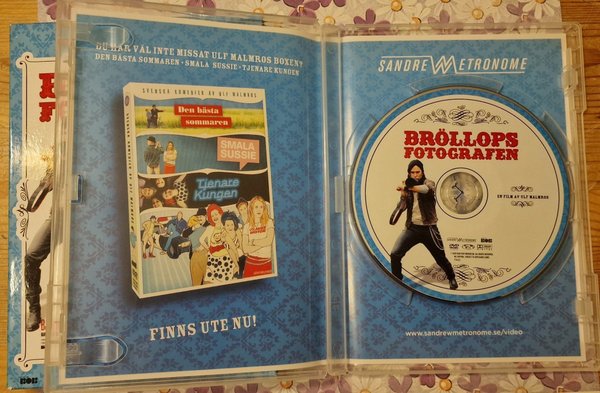 DU HAR VÄL INTE MISSAT ULF MALMROS BOXEN?
DEN BÄSTA SOMMAREN • SMALA SUSSIE • TJENARE KUNGEN
SVENSKA KOMEDIER AV ULF MALMROS
Den bästa
sommaren
SMALA
SUSSIE
Tjenare
Kungen
FINNS UTE NU!
SANDREW METRONOME
BRÖLLOPS
FOTOGRAFEN
EN FILM AV ULF MALMROS
www.sandrewmetronome.se/video